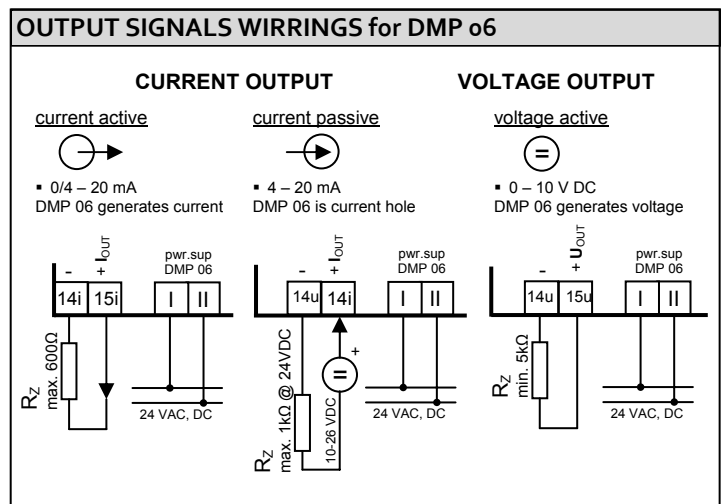 OUTPUT SIGNALS WIRRINGS for DMP 06
CURRENT OUTPUT
VOLTAGE OUTPUT
current active
▪ 0/4 – 20 mA
DMP 06 generates current
current passive
▪ 4 – 20 mA
DMP 06 is current hole
voltage active
=
▪ 0 – 10 V DC
DMP 06 generates voltage
- + IOUT
pwr.sup
DMP 06
14i 15i I II
RZ
max. 600Ω
24 VAC, DC
- + IOUT
pwr.sup
DMP 06
14u 14i I II
RZ
max. 1kΩ @ 24VDC
= +
10-26 VDC
24 VAC, DC
- + UOUT
pwr.sup
DMP 06
14u 15u I II
RZ
min. 5kΩ
24 VAC, DC